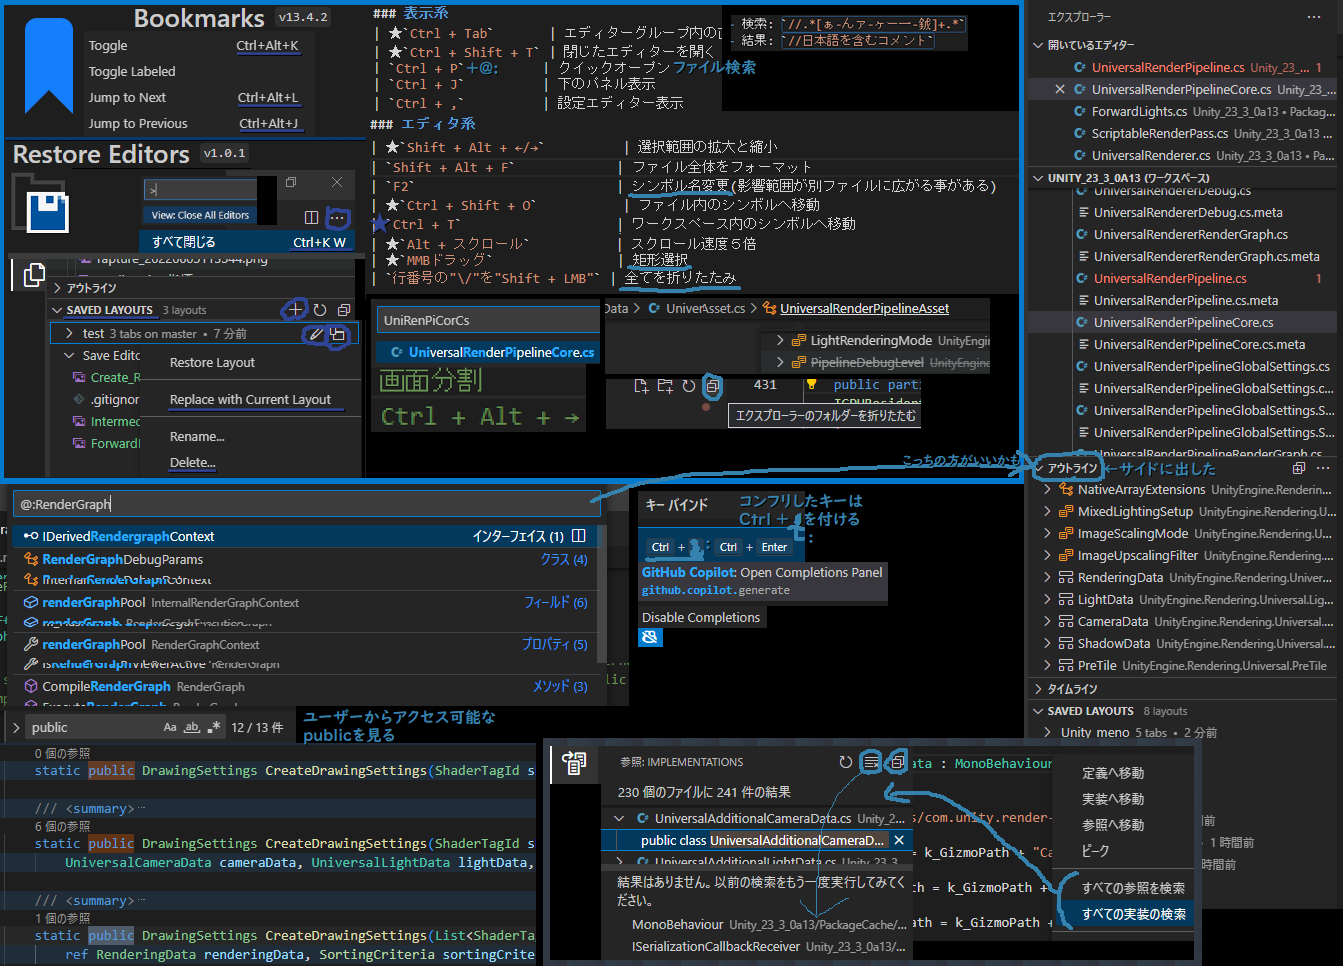 Bookmarks v13.4.2
Toggle Ctrl+Alt+K
Toggle Labeled
Jump to Next Ctrl+Alt+L
Jump to Previous Ctrl+Alt+J
Restore Editors v1.0.1
>
View: Close All Editors
すべて閉じる Ctrl+K W
アウトライン
SAVED LAYOUTS 3 layouts
test 3 tabs on master • 7 分前
Save Edito
Create_R
.gitignor
Intermed
Forward
Restore Layout
Replace with Current Layout
Rename...
Delete...
### 表示系
| ★`Ctrl + Tab` | エディターグループ内の
| ★`Ctrl + Shift + T` | 閉じたエディターを開く
| `Ctrl + P`+@: | クイックオープン ファイル検索
| `Ctrl + J` | 下のパネル表示
| `Ctrl + ,` | 設定エディター表示
- 検索: `//.*[ぁ-んァ-ヶー一-鿿]+.*`
- 結果: `//日本語を含むコメント`
### エディタ系
| ★`Shift + Alt + ←/→` | 選択範囲の拡大と縮小
| `Shift + Alt + F` | ファイル全体をフォーマット
| `F2` | シンボル名変更(影響範囲が別ファイルに広がる事がある)
| ★`Ctrl + Shift + O` | ファイル内のシンボルへ移動
★`Ctrl + T` | ワークスペース内のシンボルへ移動
| ★`Alt + スクロール` | スクロール速度５倍
| ★`MMBドラッグ` | 矩形選択
| `行番号の"\/"を"Shift + LMB" | 全てを折りたたみ
UniRenPiCorCs
UniversalRenderPipelineCore.cs
画面分割
Ctrl + Alt + →
Data > UniverAsset.cs > UniversalRenderPipelineAsset
LightRenderingMode UnityEngin
PipelineDebugLevel UnityEngine
431 public parti
エクスプローラーのフォルダーを折りたたむ
こっちの方がいいかも
エクスプローラー
開いているエディター
UniversalRenderPipeline.cs Unity_23_... 1
UniversalRenderPipelineCore.cs Unity_23_...
ForwardLights.cs Unity_23_3_0a13 • Packag...
ScriptableRenderPass.cs Unity_23_3_0a13 ...
UniversalRenderer.cs Unity_23_3_0a13 • Pa...
UNITY_23_3_0A13 (ワークスペース)
UniversalRendererDebug.cs
UniversalRendererDebug.cs.meta
UniversalRendererRenderGraph.cs
UniversalRendererRenderGraph.cs.meta
UniversalRenderPipeline.cs 1
UniversalRenderPipeline.cs.meta
UniversalRenderPipelineCore.cs
UniversalRenderPipelineCore.cs.meta
UniversalRenderPipelineGlobalSettings.cs
UniversalRenderPipelineGlobalSettings.c...
UniversalRenderPipelineGlobalSettings.S...
UniversalRenderPipelineGlobalSettings.S...
UniversalRenderPipelineRenderGraph.cs
アウトライン ←サイドに出した
NativeArrayExtensions UnityEngine.Renderin...
MixedLightingSetup UnityEngine.Rendering.U...
ImageScalingMode UnityEngine.Rendering.U...
ImageUpscalingFilter UnityEngine.Rendering....
RenderingData UnityEngine.Rendering.Univer...
LightData UnityEngine.Rendering.Universal.Lig...
CameraData UnityEngine.Rendering.Universal....
ShadowData UnityEngine.Rendering.Universal....
PreTile UnityEngine.Rendering.Universal.PreTile
タイムライン
SAVED LAYOUTS 8 layouts
Unity meno 5 tabs • 2 分前
@:RenderGraph
IDerivedRendergraphContext インターフェイス (1)
RenderGraphDebugParams クラス (4)
InternalRenderGraphContext
renderGraphPool InternalRenderGraphContext フィールド (6)
renderGraphPool RenderGraphContext プロパティ (5)
isRenderGraphViewerActive RenderGraph
CompileRenderGraph RenderGraph メソッド (3)
ExecuteRenderGraph RenderGraph
キー バインド
コンフリしたキーは
Ctrl + : を付ける
Ctrl + : Ctrl + Enter
GitHub Copilot: Open Completions Panel
github.copilot.generate
Disable Completions
public Aa ab .* 12 / 13 件
ユーザーからアクセス可能な
publicを見る
0 個の参照
static public DrawingSettings CreateDrawingSettings(ShaderTagId s
/// <summary>…
6 個の参照
static public DrawingSettings CreateDrawingSettings(ShaderTagId s
UniversalCameraData cameraData, UniversalLightData lightData,
/// <summary>…
1 個の参照
static public DrawingSettings CreateDrawingSettings(List<ShaderTa
ref RenderingData renderingData, SortingCriteria sortingCrite
参照: IMPLEMENTATIONS
230 個のファイルに 241 件の結果
UniversalAdditionalCameraData.cs Unity_2...
public class UniversalAdditionalCameraD...
UniversalAdditionalLightData.cs Unity_23_3
結果はありません。以前の検索をもう一度実行してみてください。
MonoBehaviour Unity_23_3_0a13/PackageCache/...
ISerializationCallbackReceiver Unity_23_3_0a13/...
ata : MonoBehaviour
s/com.unity.render-
= k_GizmoPath + "Ca
th = k_GizmoPath +
ath = k_GizmoPath +
定義へ移動
実装へ移動
参照へ移動
ピーク
すべての参照を検索
すべての実装の検索
前
1 時間前
時間前